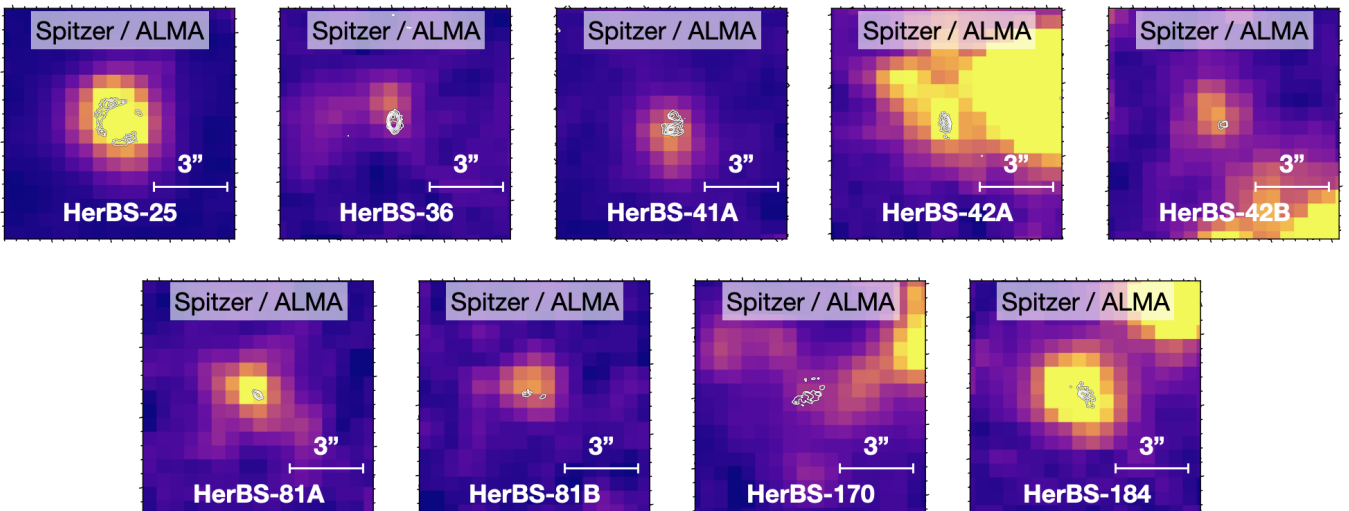 Spitzer / ALMA
3”
HerBS-25
Spitzer / ALMA
3”
HerBS-36
Spitzer / ALMA
3”
HerBS-41A
Spitzer / ALMA
3”
HerBS-42A
Spitzer / ALMA
3”
HerBS-42B
Spitzer / ALMA
3”
HerBS-81A
Spitzer / ALMA
3”
HerBS-81B
Spitzer / ALMA
3”
HerBS-170
Spitzer / ALMA
3”
HerBS-184